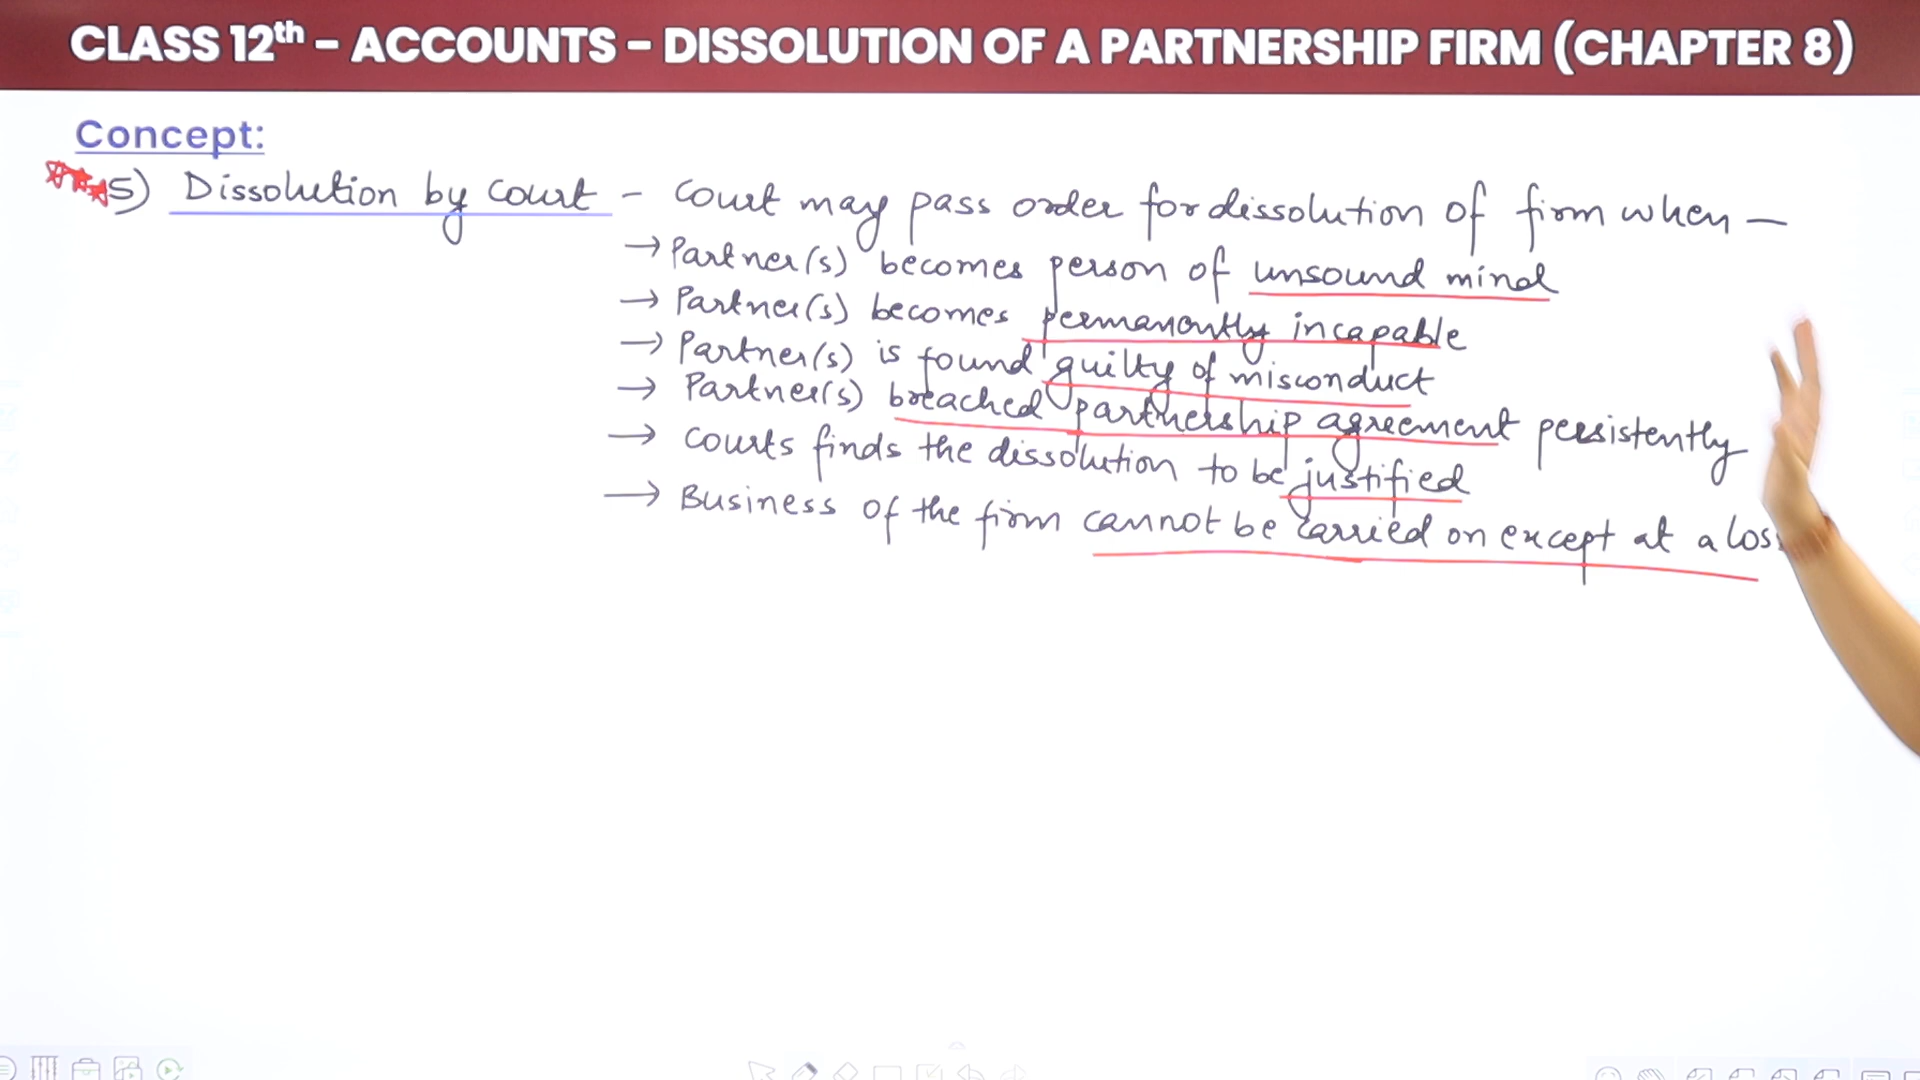 CLASS 12th - ACCOUNTS - DISSOLUTION OF A PARTNERSHIP FIRM (CHAPTER 8)
Concept:
5) Dissolution by court - court may pass order for dissolution of firm when —
→ Partner(s) becomes person of unsound mind
→ Partner(s) becomes permanently incapable
→ Partner(s) is found guilty of misconduct
→ Partner(s) breached partnership agreement persistently
→ Courts finds the dissolution to be justified
→ Business of the firm cannot be carried on except at a los